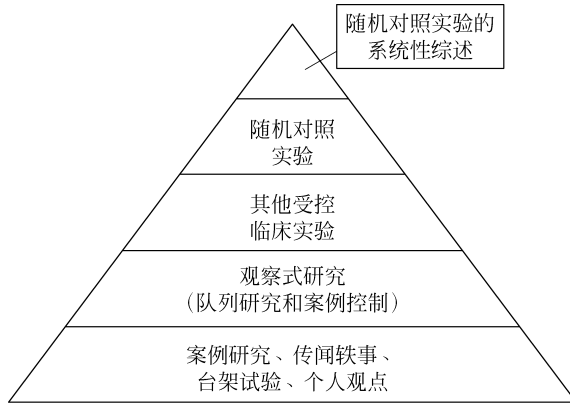 随机对照实验的
系统性综述
随机对照
实验
其他受控
临床实验
观察式研究
（队列研究和案例控制）
案例研究、传闻轶事、
台架试验、个人观点